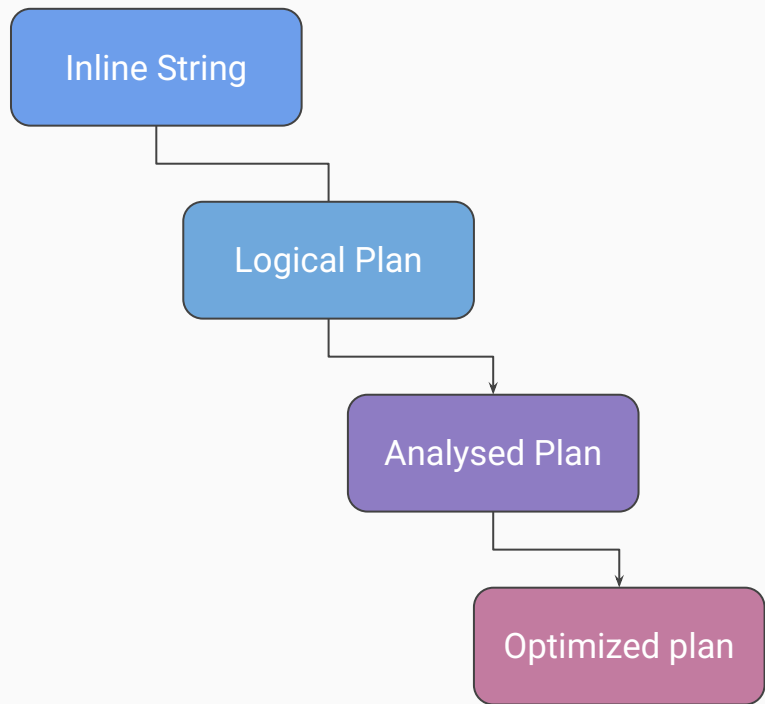 Inline String
Logical Plan
Analysed Plan
Optimized plan